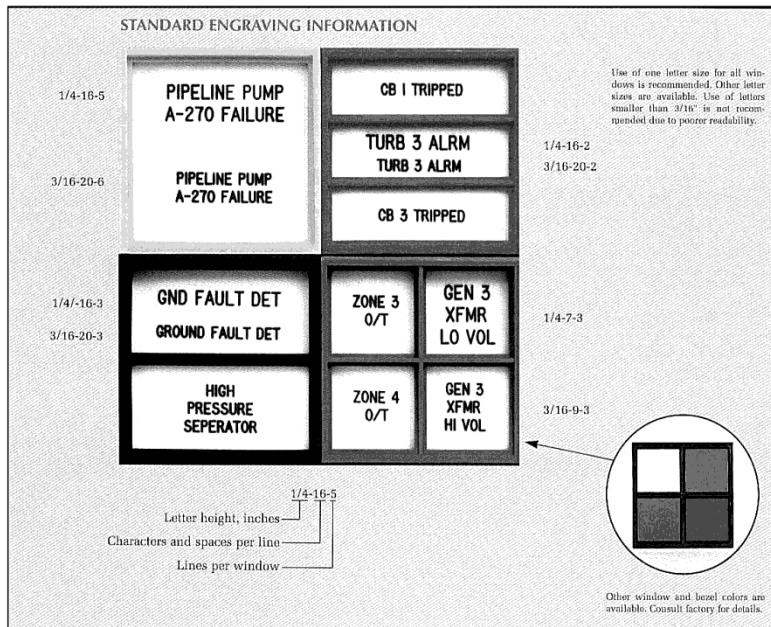 STANDARD ENGRAVING INFORMATION
1/4-16-5
PIPELINE PUMP
A-270 FAILURE
3/16-20-6
PIPELINE PUMP
A-270 FAILURE
CB 1 TRIPPED
TURB 3 ALRM
TURB 3 ALRM
CB 3 TRIPPED
1/4-16-2
3/16-20-2
Use of one letter size for all win-
dows is recommended. Other letter
sizes are available. Use of letters
smaller than 3/16" is not recom-
mended due to poorer readability.
1/4/-16-3
GND FAULT DET
3/16-20-3
GROUND FAULT DET
HIGH
PRESSURE
SEPERATOR
ZONE 3
O/T
GEN 3
XFMR
LO VOL
ZONE 4
O/T
GEN 3
XFMR
HI VOL
1/4-7-3
3/16-9-3
1/4-16-5
Letter height, inches
Characters and spaces per line
Lines per window
Other window and bezel colors are
available. Consult factory for details.